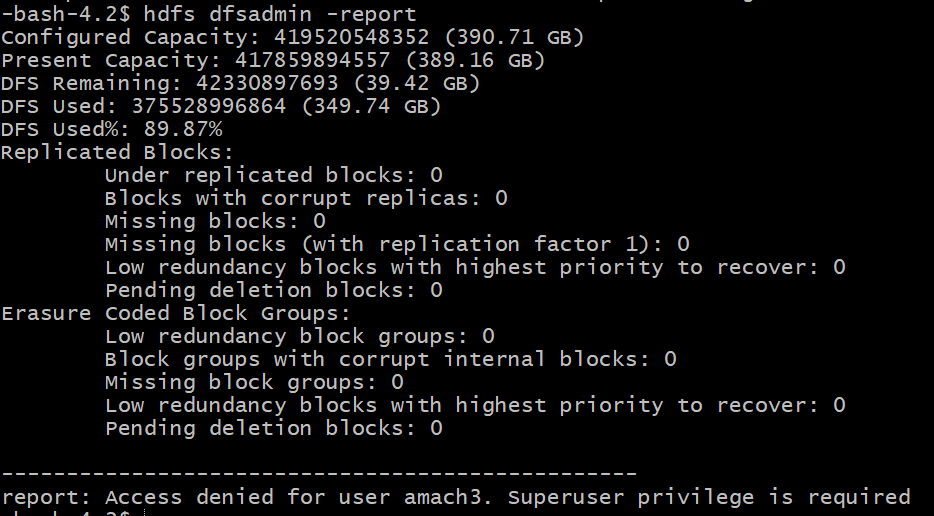 -bash-4.2$ hdfs dfsadmin -report
Configured Capacity: 419520548352 (390.71 GB)
Present Capacity: 417859894557 (389.16 GB)
DFS Remaining: 42330897693 (39.42 GB)
DFS Used: 375528996864 (349.74 GB)
DFS Used%: 89.87%
Replicated Blocks:
Under replicated blocks: 0
Blocks with corrupt replicas: 0
Missing blocks: 0
Missing blocks (with replication factor 1): 0
Low redundancy blocks with highest priority to recover: 0
Pending deletion blocks: 0
Erasure Coded Block Groups:
Low redundancy block groups: 0
Block groups with corrupt internal blocks: 0
Missing block groups: 0
Low redundancy blocks with highest priority to recover: 0
Pending deletion blocks: 0
-------------------------------------------------
report: Access denied for user amach3. Superuser privilege is required
-bash-4.2$